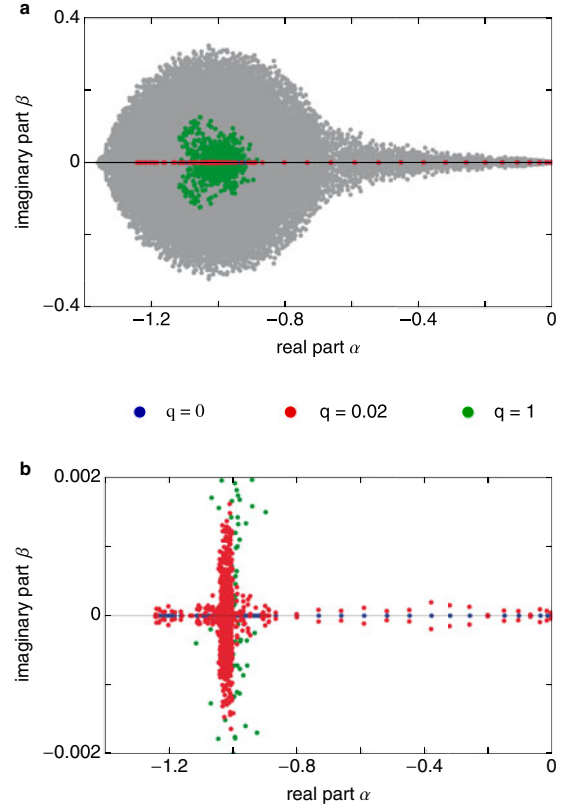 a
0.4
0
−0.4
imaginary part β
−1.2
−0.8
−0.4
0
real part α
q = 0
q = 0.02
q = 1
b
0.002
0
−0.002
imaginary part β
−1.2
−0.8
−0.4
0
real part α